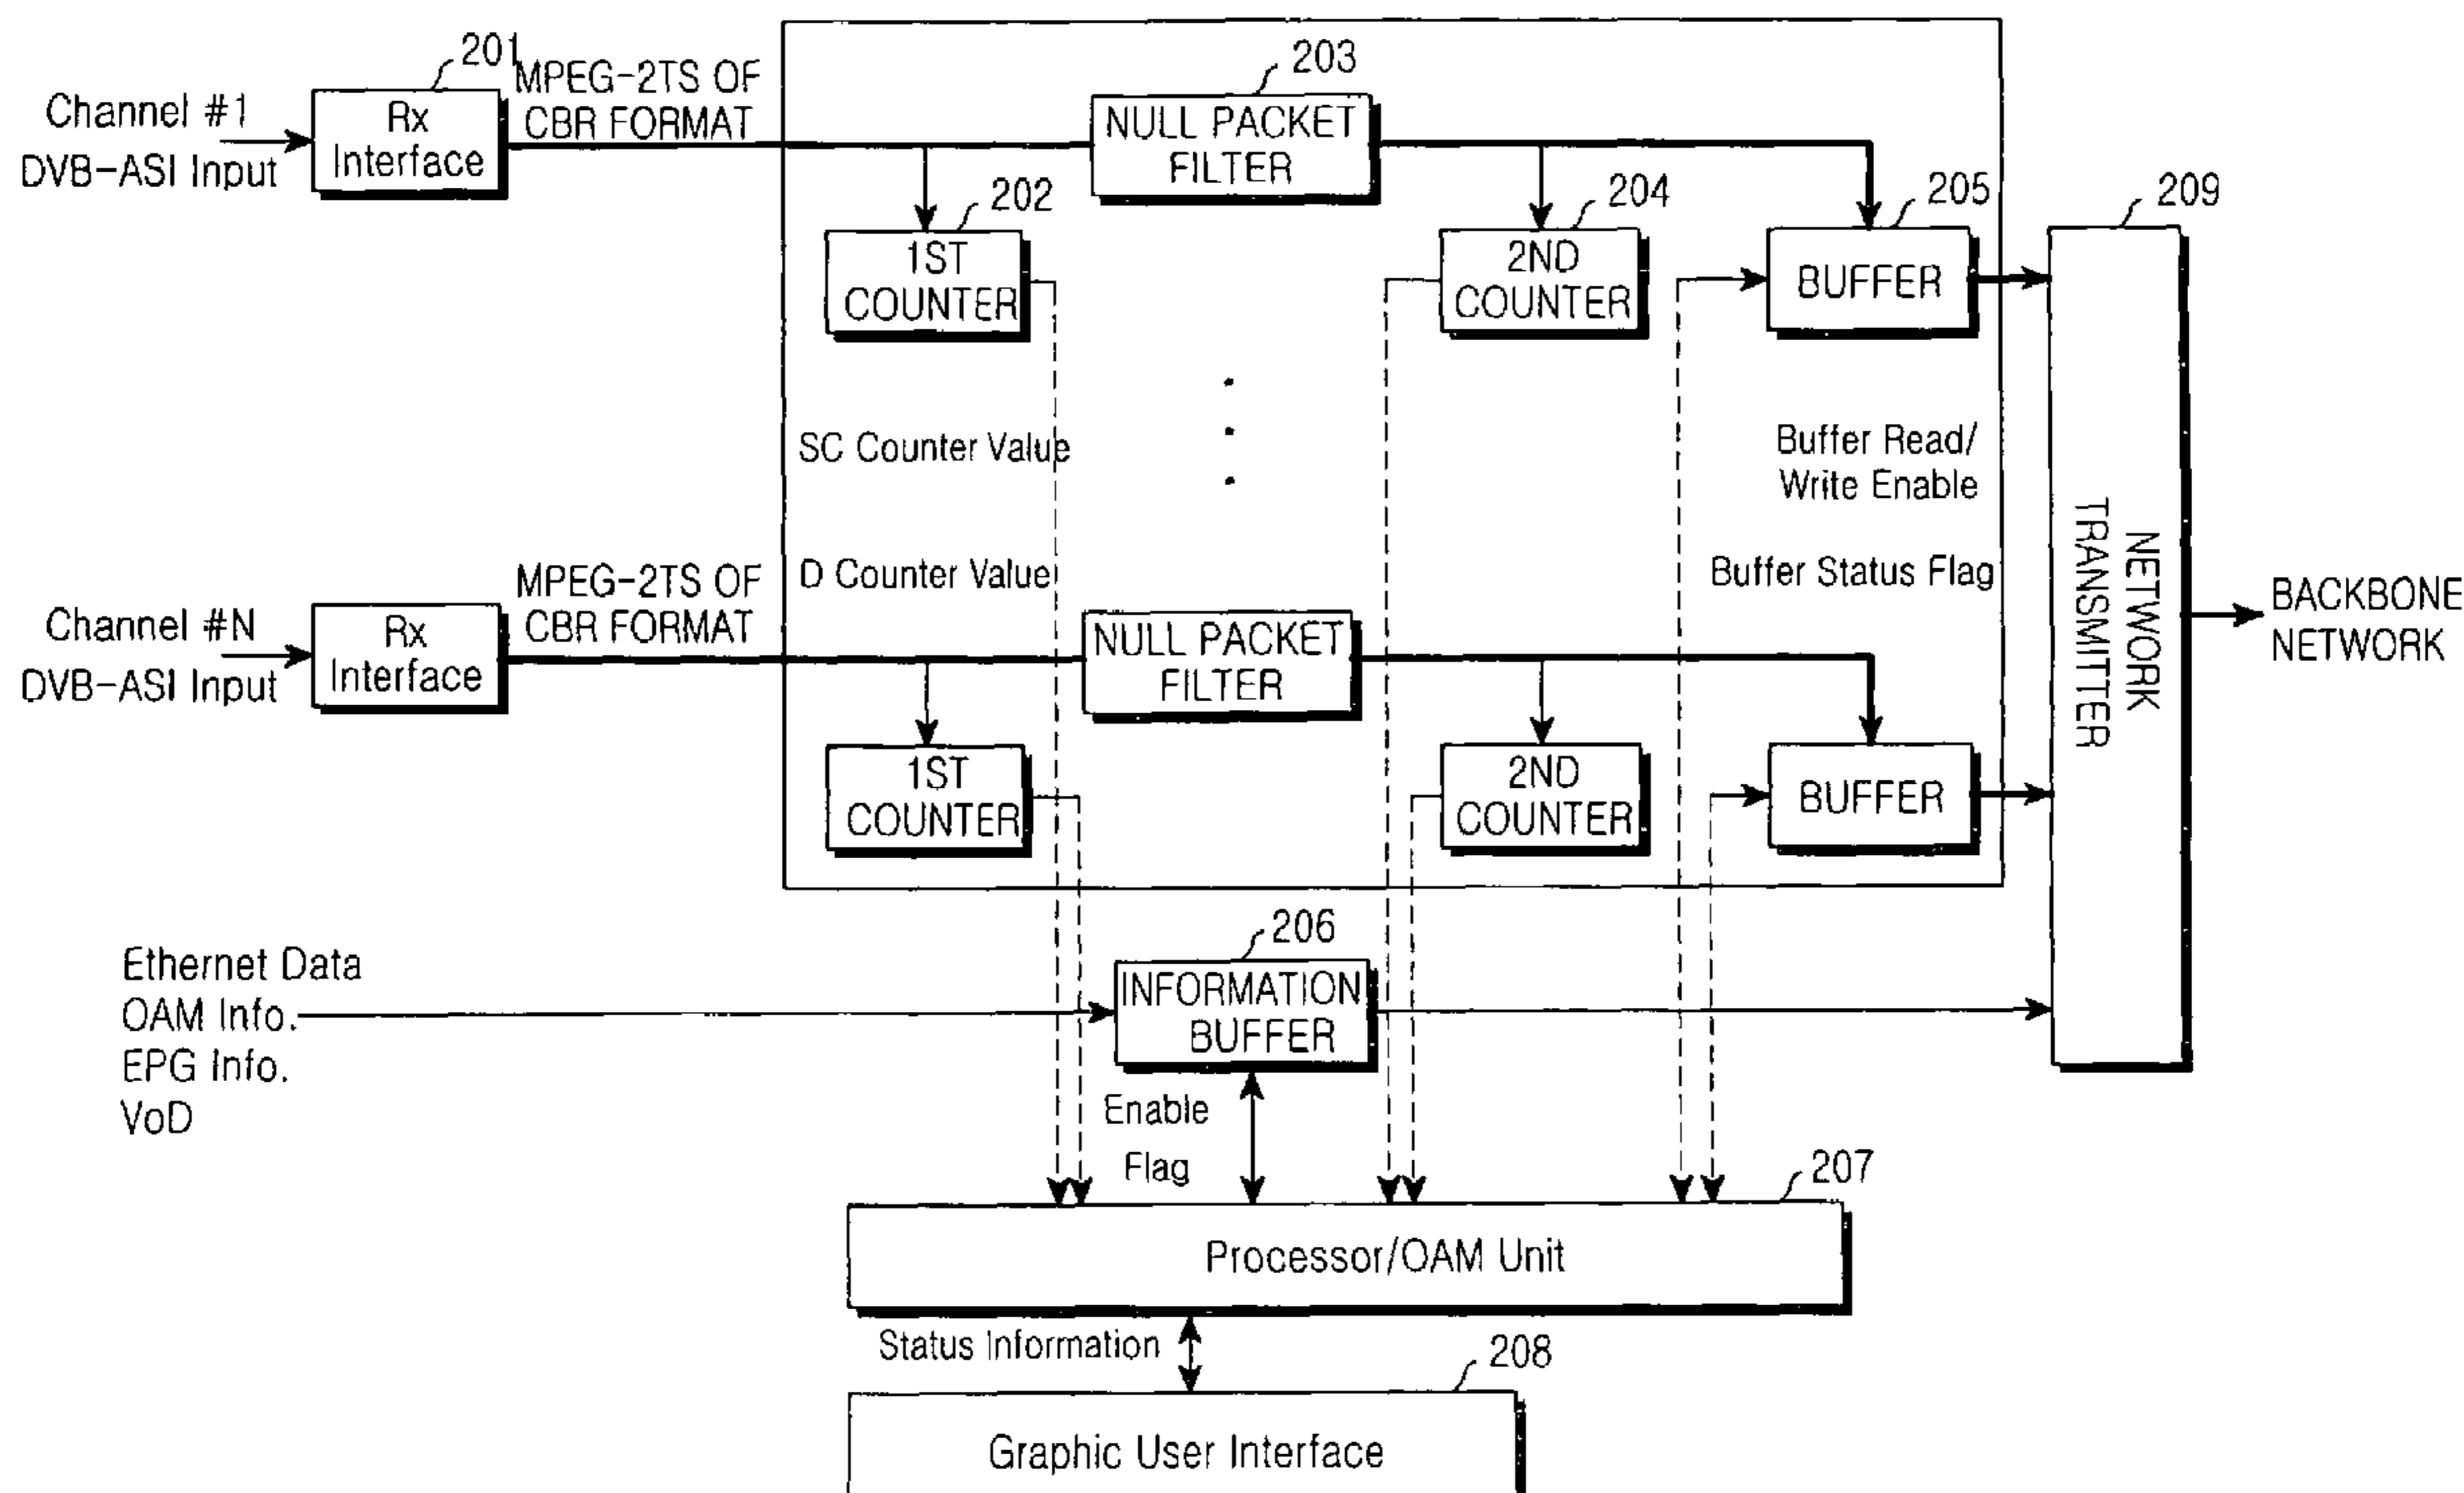 201
MPEG-2TS OF
CBR FORMAT
203
Channel #1
DVB-ASI Input
Rx
Interface
NULL PACKET
FILTER
202
204
205
209
1ST
COUNTER
2ND
COUNTER
BUFFER
SC Counter Value
Buffer Read/
Write Enable
D Counter Value
Buffer Status Flag
NETWORK
TRANSMITTER
BACKBONE
NETWORK
MPEG-2TS OF
CBR FORMAT
Channel #N
DVB-ASI Input
Rx
Interface
NULL PACKET
FILTER
1ST
COUNTER
2ND
COUNTER
BUFFER
206
Ethernet Data
OAM Info.
EPG Info.
VoD
INFORMATION
BUFFER
Enable
Flag
207
Processor/OAM Unit
Status Information
208
Graphic User Interface